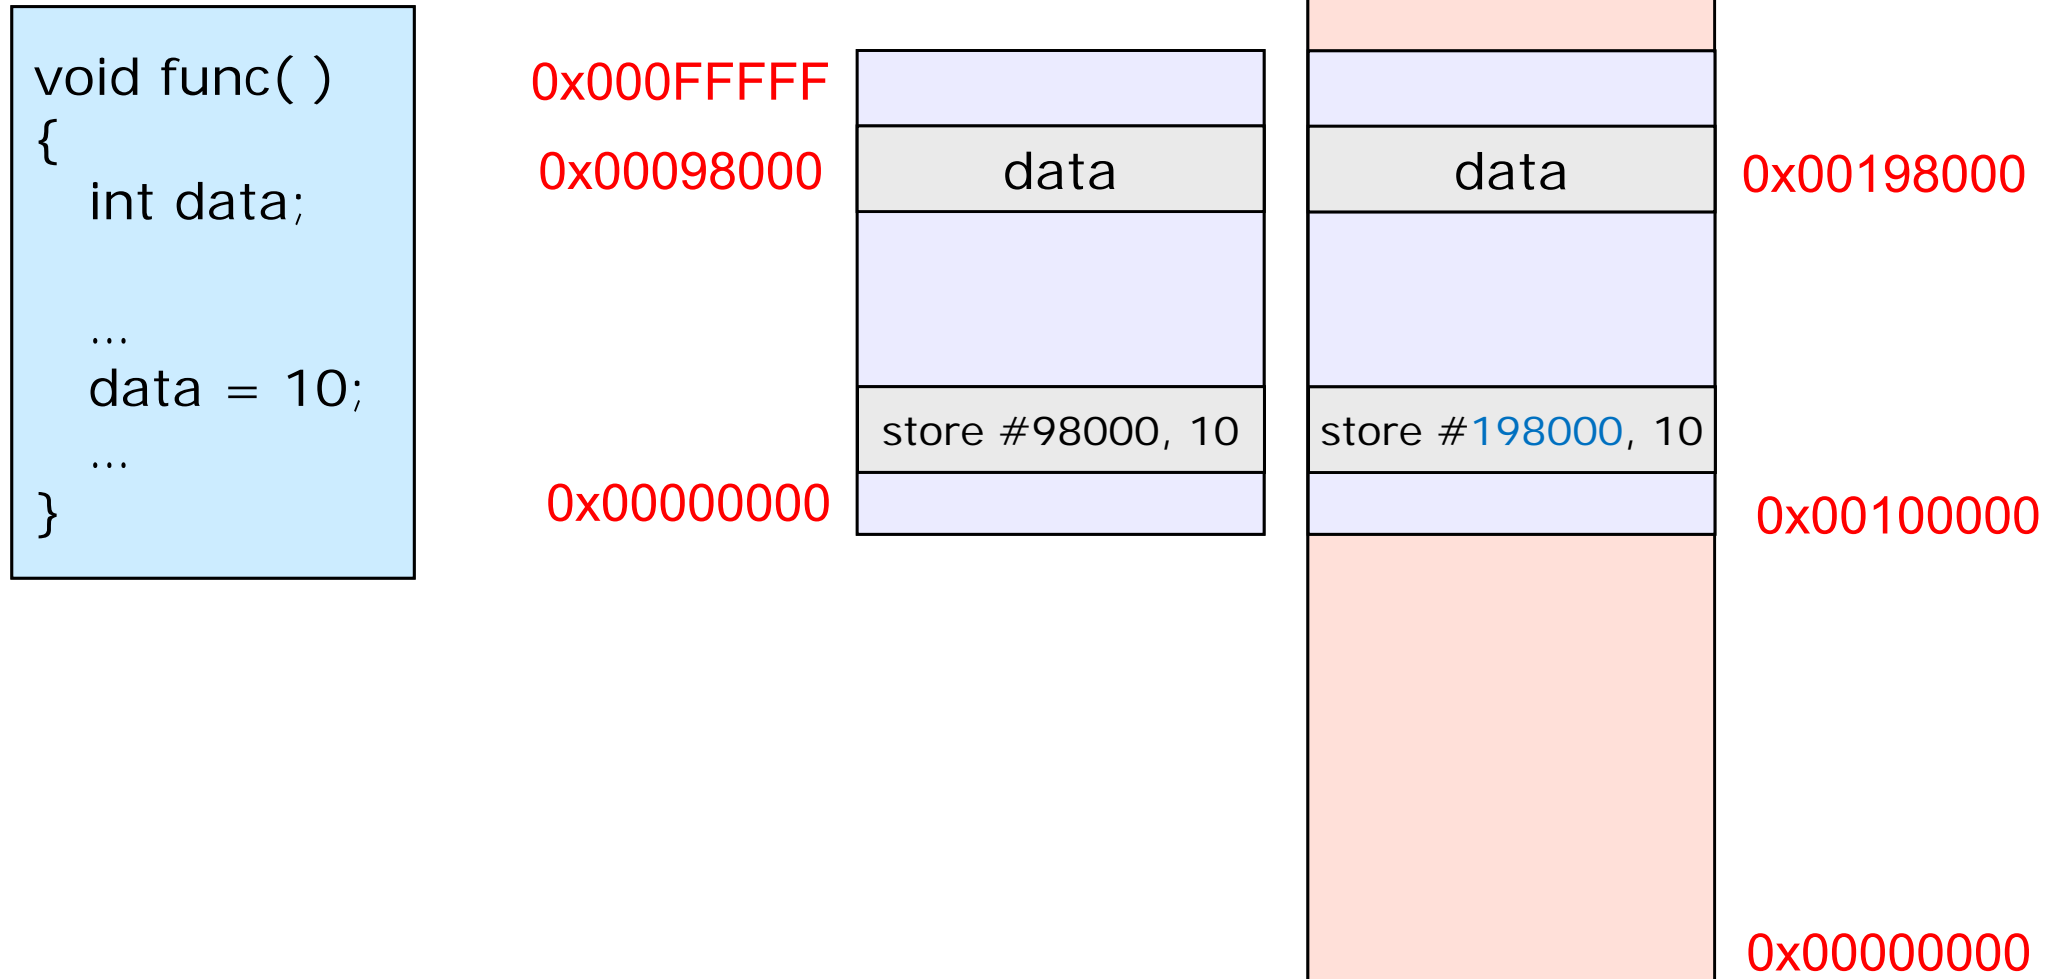 void func( )
{
int data;
...
data = 10;
...
}
0x000FFFFF
0x00098000
data
data
0x00198000
store #98000, 10
store #198000, 10
0x00000000
0x00100000
0x00000000